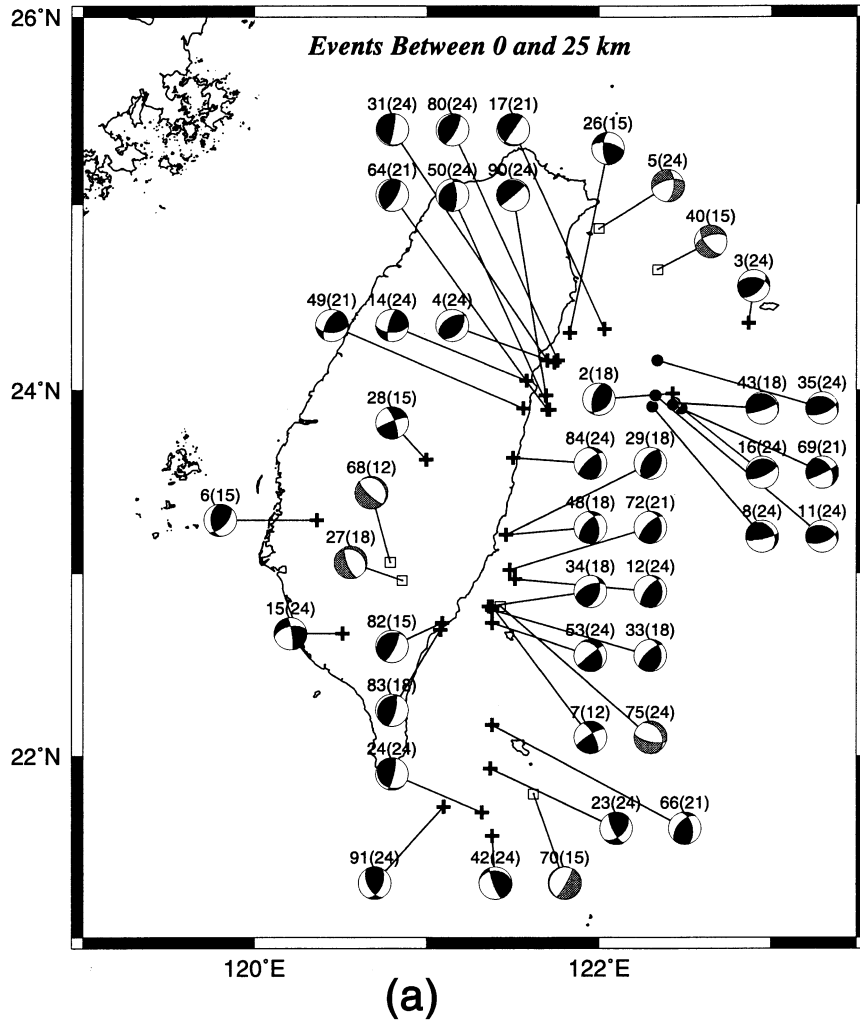 26°N
Events Between 0 and 25 km
31(24) 80(24) 17(21)
26(15)
5(24)
64(21) 50(24) 90(24)
40(15)
3(24)
49(21) 14(24) 4(24)
24°N
2(18) 43(18) 35(24)
28(15)
84(24) 29(18) 16(24) 69(21)
68(12)
6(15)
48(18) 72(21) 8(24) 11(24)
27(18)
34(18) 12(24)
15(24)
82(15)
53(24) 33(18)
83(18)
7(12) 75(24)
22°N
24(24)
23(24) 66(21)
91(24) 42(24) 70(15)
120°E 122°E
(a)